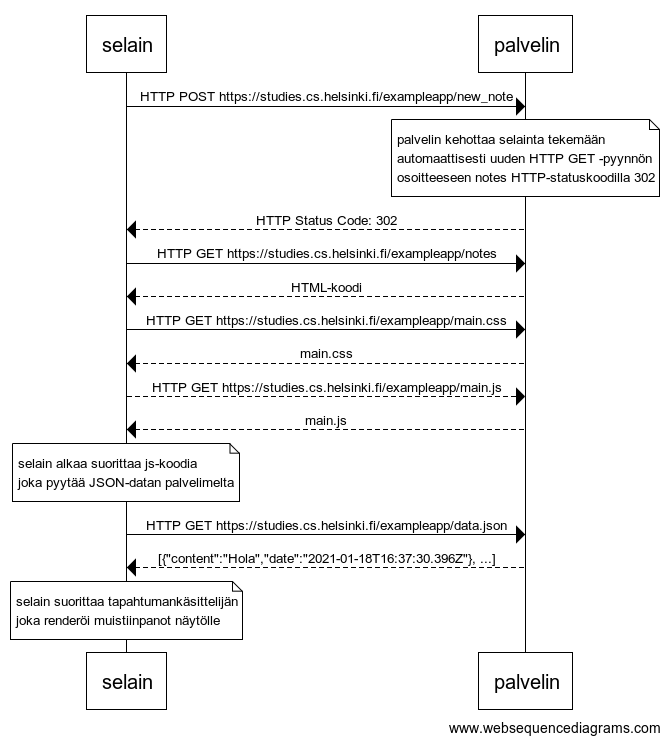 selain
palvelin
HTTP POST https://studies.cs.helsinki.fi/exampleapp/new_note
palvelin kehottaa selainta tekemään
automaattisesti uuden HTTP GET -pyynnön
osoitteeseen notes HTTP-statuskoodilla 302
HTTP Status Code: 302
HTTP GET https://studies.cs.helsinki.fi/exampleapp/notes
HTML-koodi
HTTP GET https://studies.cs.helsinki.fi/exampleapp/main.css
main.css
HTTP GET https://studies.cs.helsinki.fi/exampleapp/main.js
main.js
selain alkaa suorittaa js-koodia
joka pyytää JSON-datan palvelimelta
HTTP GET https://studies.cs.helsinki.fi/exampleapp/data.json
[{"content":"Hola","date":"2021-01-18T16:37:30.396Z"}, ...]
selain suorittaa tapahtumankäsittelijän
joka renderöi muistiinpanot näytölle
selain
palvelin
www.websequencediagrams.com